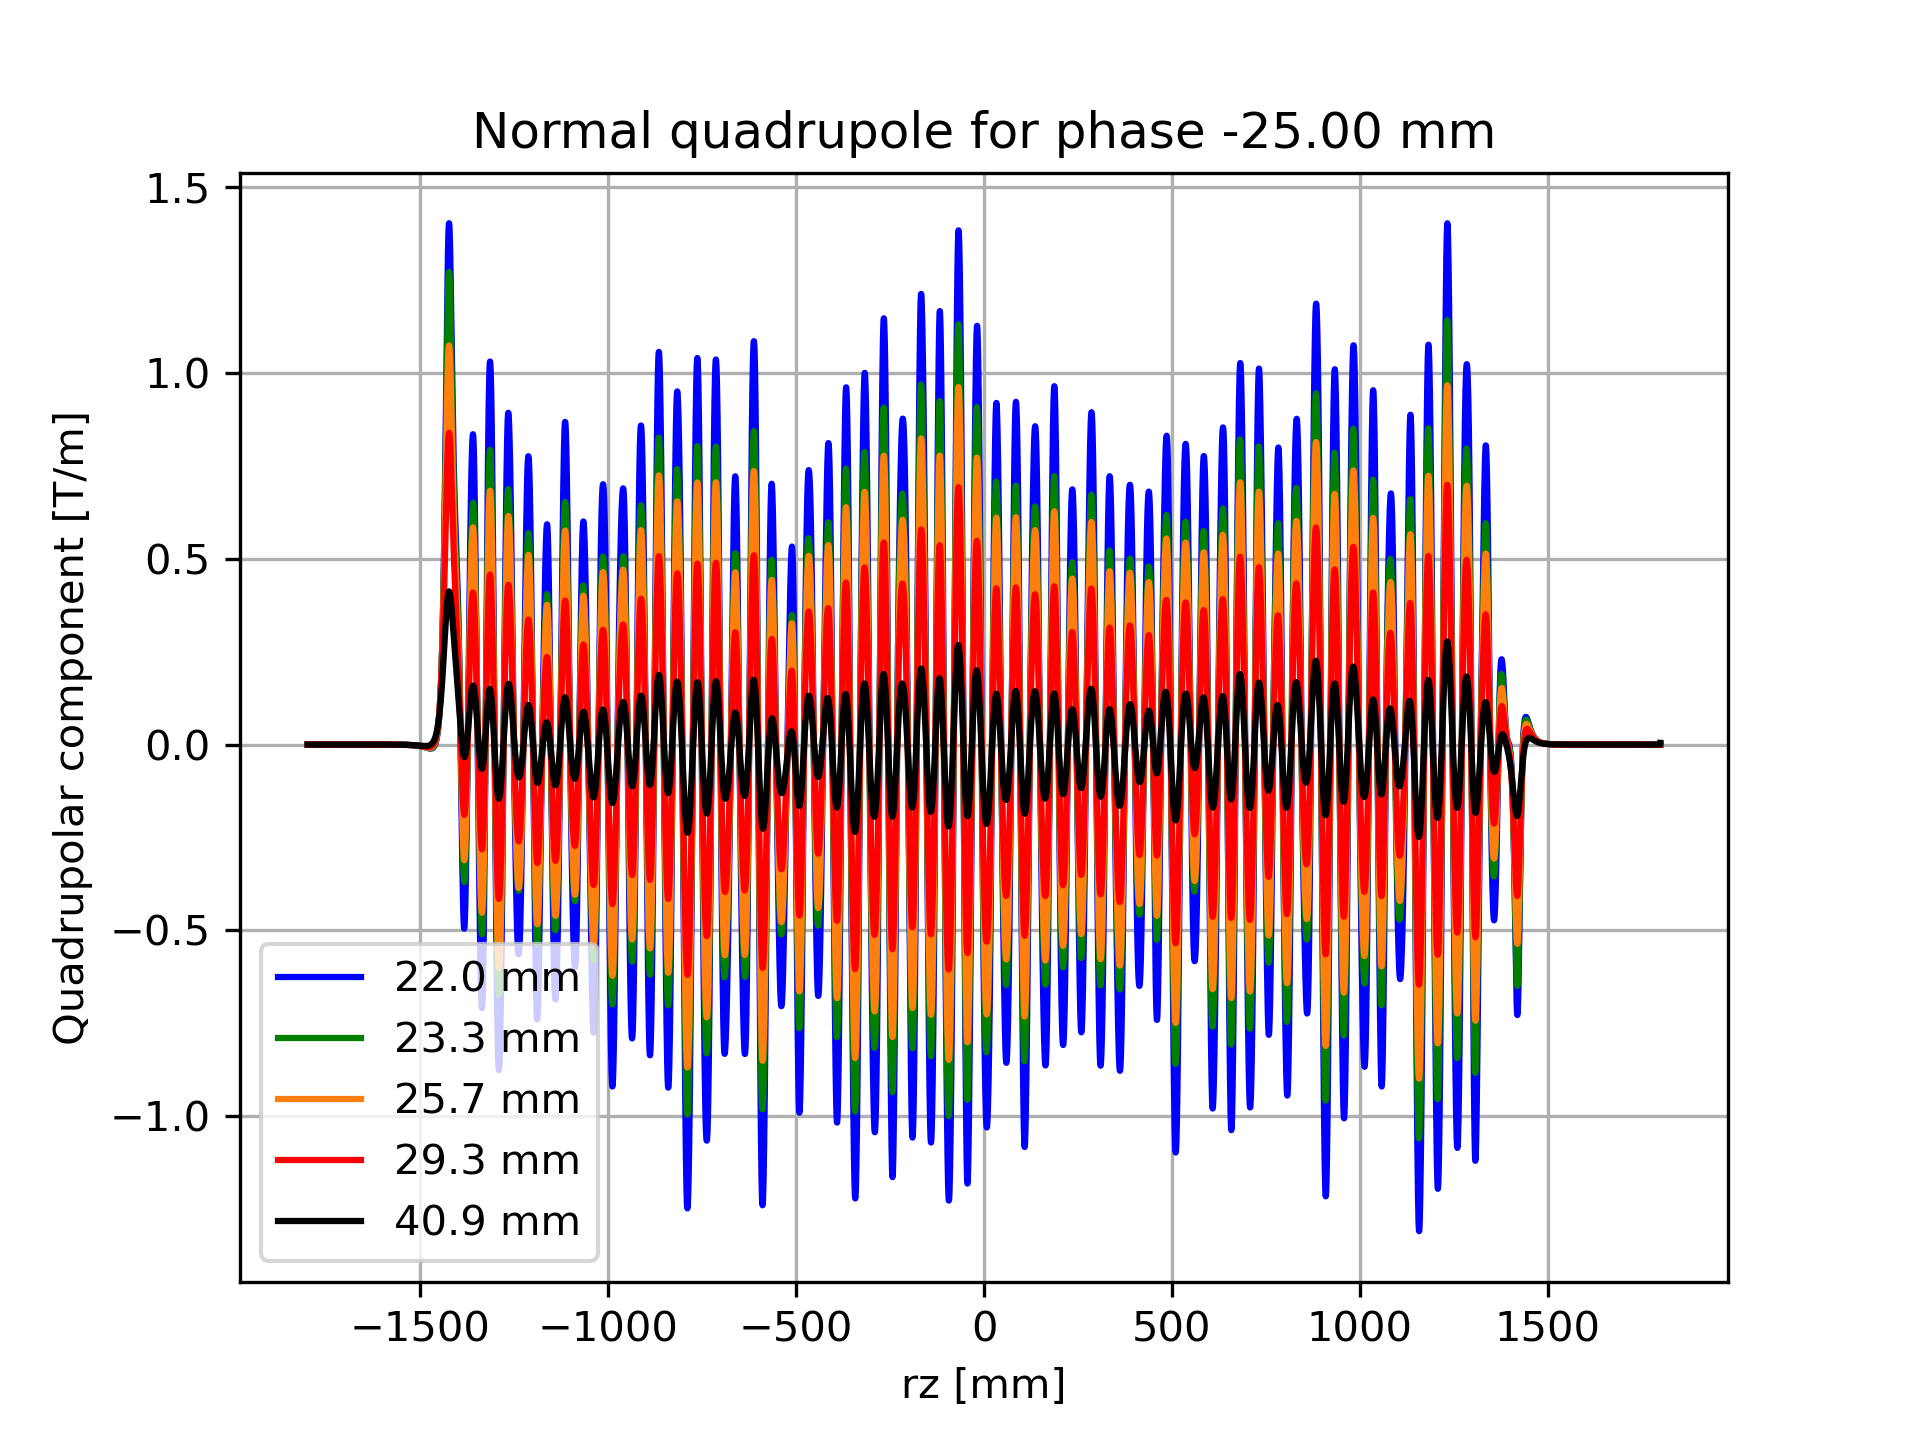 Normal quadrupole for phase -25.00 mm
Quadrupolar component [T/m]
1.5
1.0
0.5
0.0
−0.5
−1.0
22.0 mm
23.3 mm
25.7 mm
29.3 mm
40.9 mm
−1500 −1000 −500 0 500 1000 1500
rz [mm]